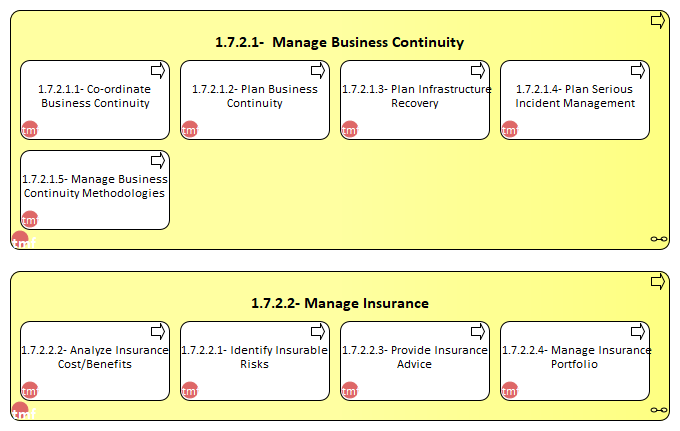 1.7.2.1-  Manage Business Continuity
1.7.2.1.1- Co-ordinate
Business Continuity
tmf
1.7.2.1.2- Plan Business
Continuity
tmf
1.7.2.1.3- Plan Infrastructure
Recovery
tmf
1.7.2.1.4- Plan Serious
Incident Management
tmf
1.7.2.1.5- Manage Business
Continuity Methodologies
tmf
tmf
1.7.2.2- Manage Insurance
1.7.2.2.2- Analyze Insurance
Cost/Benefits
tmf
1.7.2.2.1- Identify Insurable
Risks
tmf
1.7.2.2.3- Provide Insurance
Advice
tmf
1.7.2.2.4- Manage Insurance
Portfolio
tmf
tmf